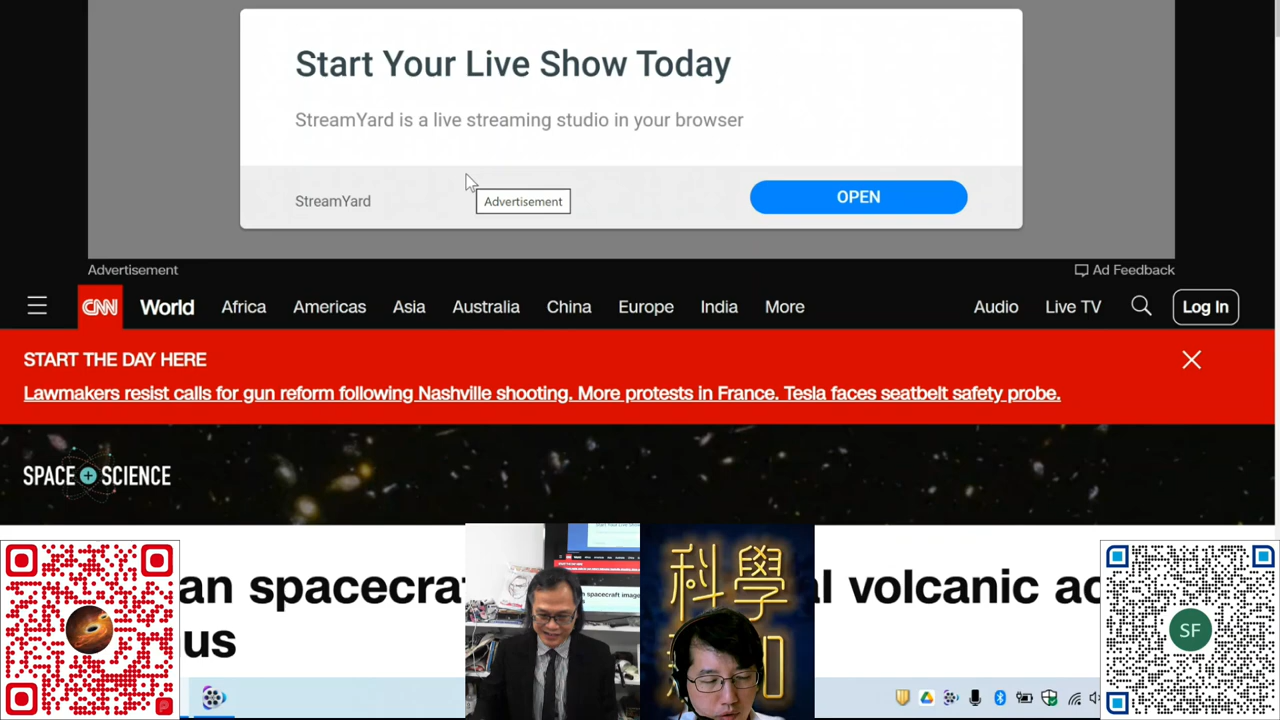 Start Your Live Show Today
StreamYard is a live streaming studio in your browser
StreamYard
Advertisement
OPEN
Advertisement
Ad Feedback
CNN World Africa Americas Asia Australia China Europe India More Audio Live TV Log In
START THE DAY HERE
Lawmakers resist calls for gun reform following Nashville shooting. More protests in France. Tesla faces seatbelt safety probe.
SPACE + SCIENCE
an spacecra
al volcanic ac
us
科學
SF